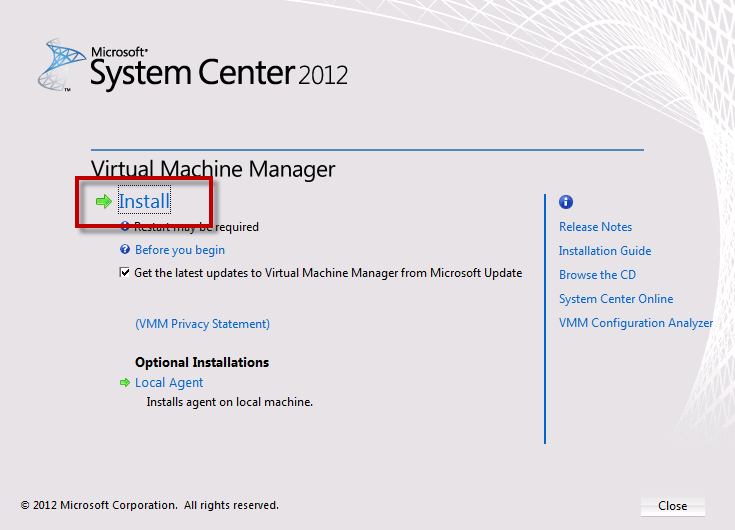 Microsoft®
System Center 2012
™
Virtual Machine Manager
Install
Restart may be required
Before you begin
Get the latest updates to Virtual Machine Manager from Microsoft Update
(VMM Privacy Statement)
Optional Installations
Local Agent
Installs agent on local machine.
Release Notes
Installation Guide
Browse the CD
System Center Online
VMM Configuration Analyzer
© 2012 Microsoft Corporation. All rights reserved.
Close